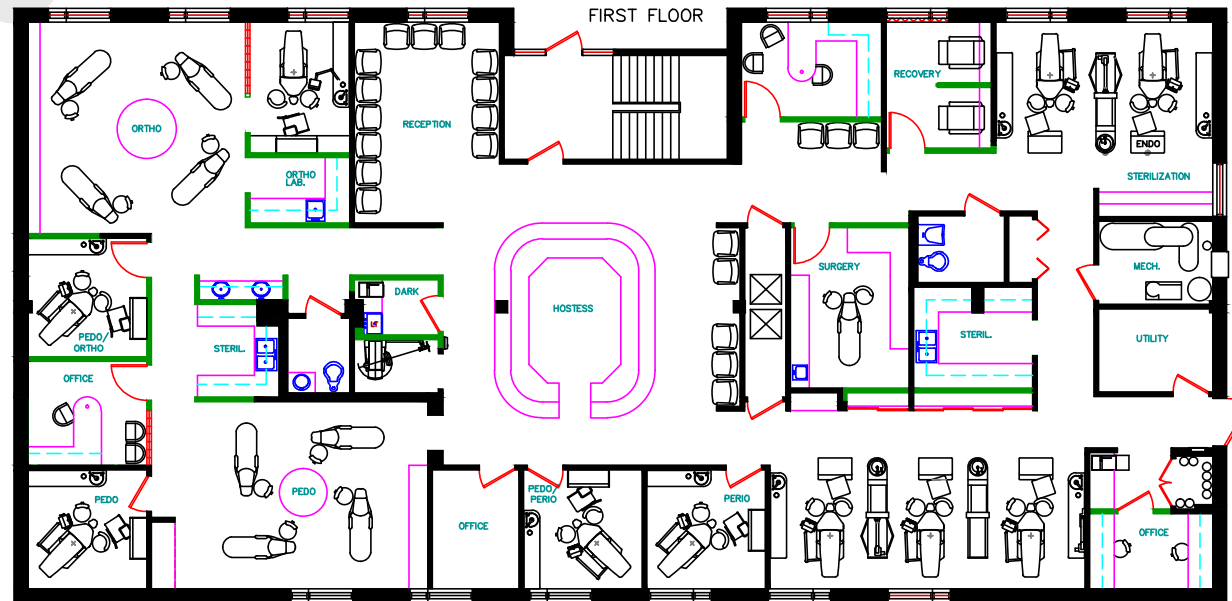 FIRST FLOOR
RECOVERY
ORTHO
RECEPTION
ENDO
ORTHO
LAB.
STERILIZATION
SURGERY
MECH.
DARK
HOSTESS
PEDO/
ORTHO
STERIL.
STERIL.
UTILITY
OFFICE
PEDO
PEDO
PEDO/
PERIO
PERIO
OFFICE
OFFICE